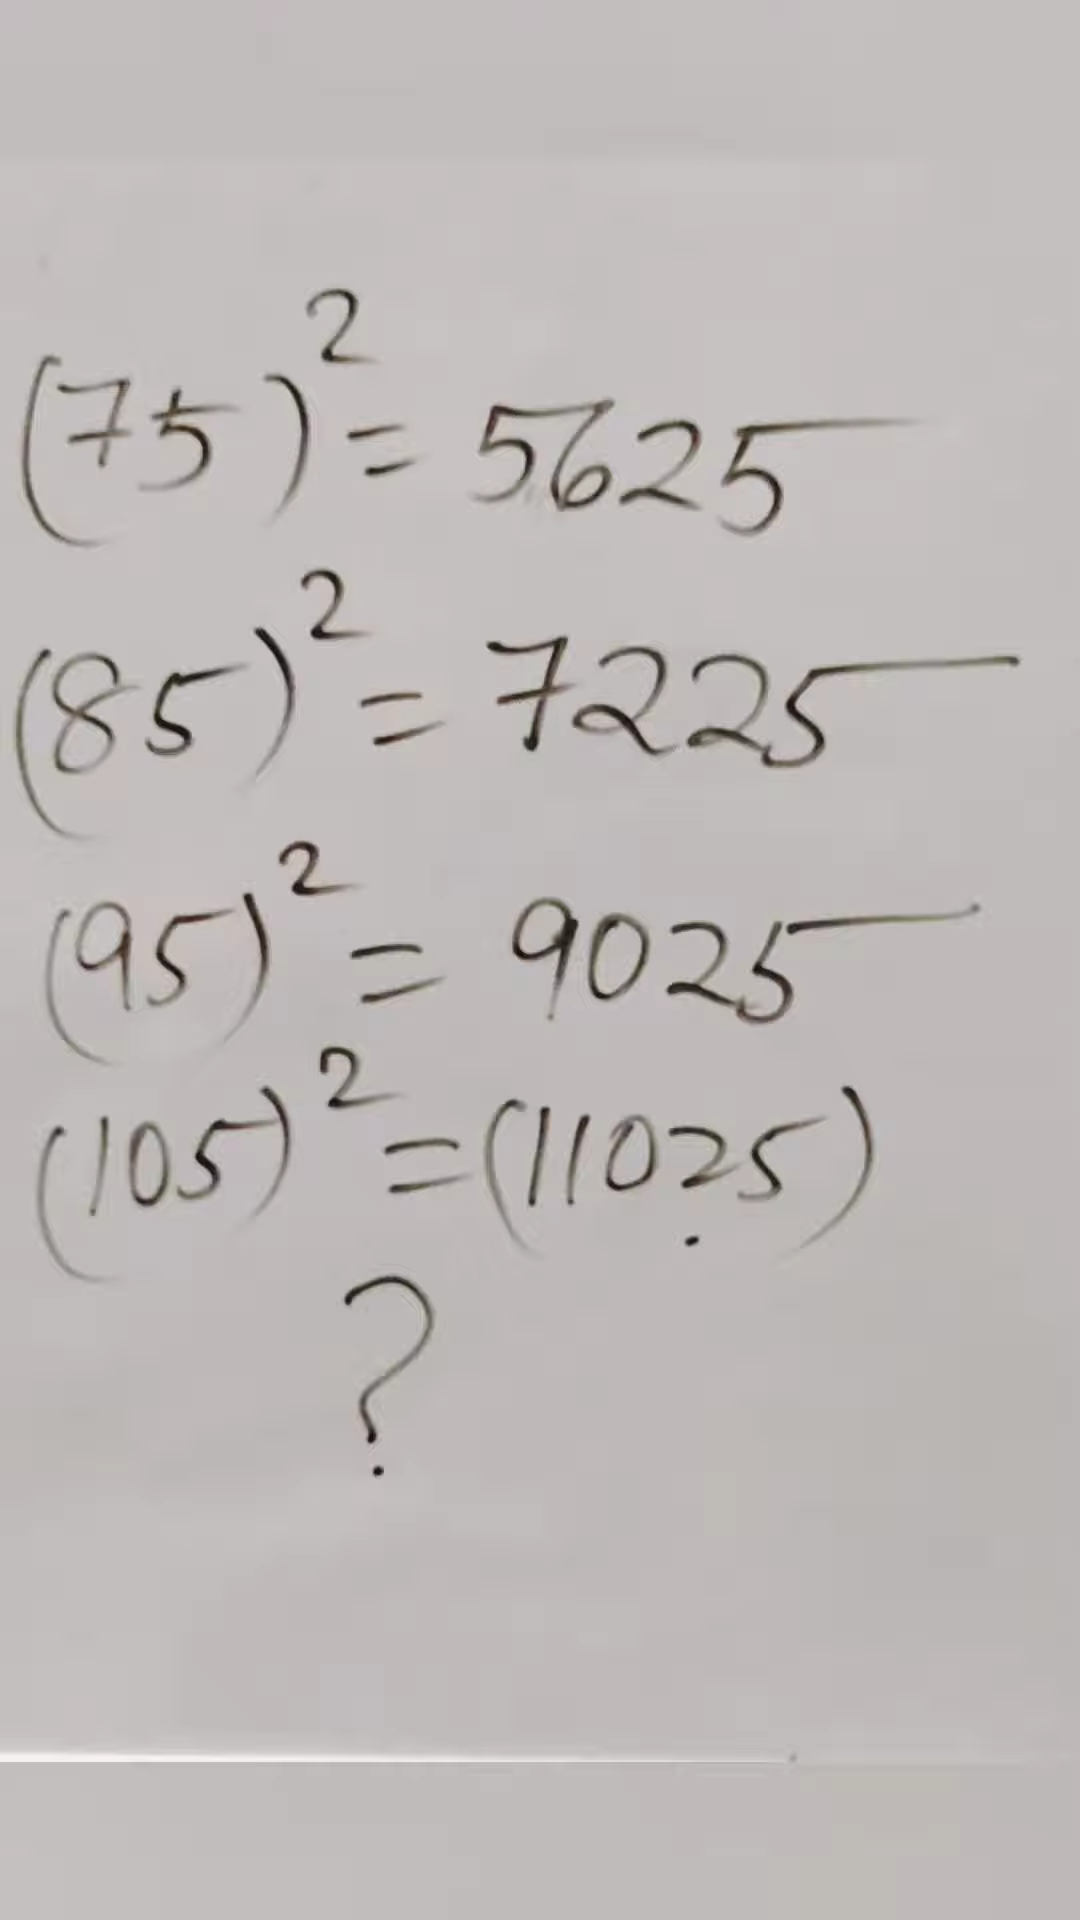 (75)² = 5625
(85)² = 7225
(95)² = 9025
(105)² = (11025)
?